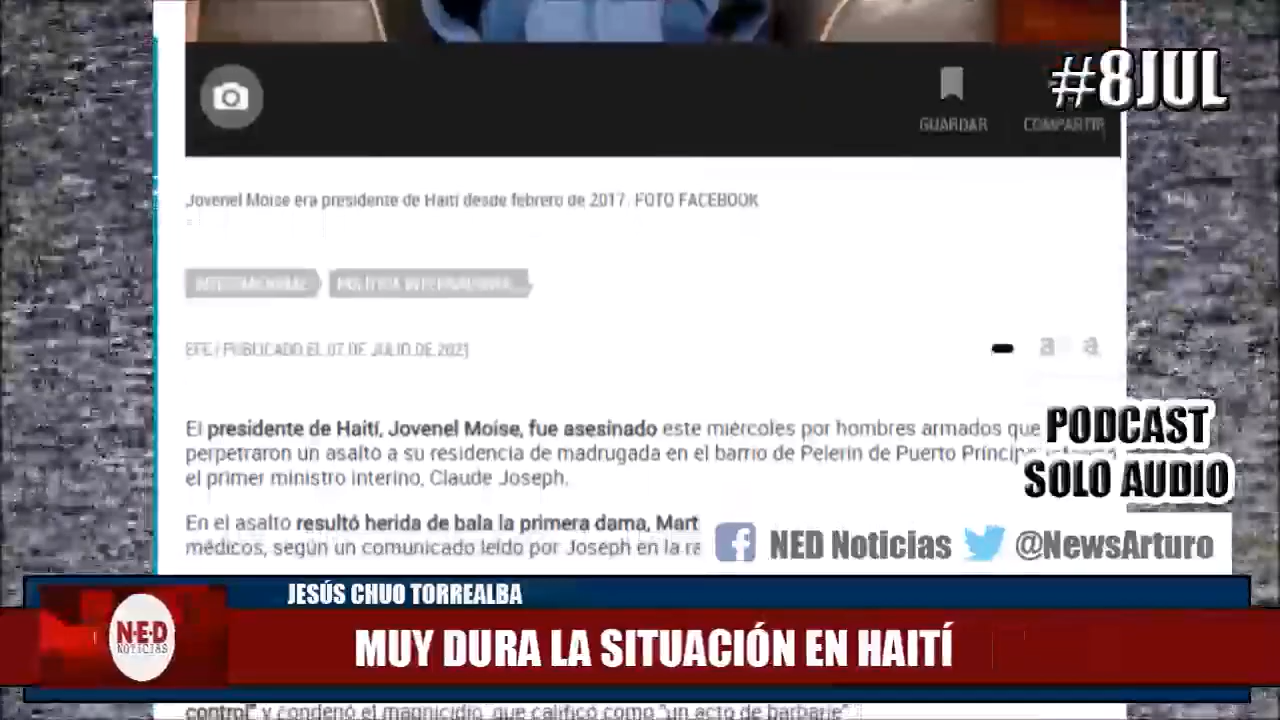 #8JUL
GUARDAR
COMPARTIR
Jovenel Moise era presidente de Haití desde febrero de 2017. FOTO FACEBOOK
INTERNACIONAL
POLÍTICA INTERNACIONAL
EFE / PUBLICADO EL 07 DE JULIO DE 2021
a a
El presidente de Haití, Jovenel Moise, fue asesinado este miércoles por hombres armados que
perpetraron un asalto a su residencia de madrugada en el barrio de Pelerin de Puerto Príncipe
el primer ministro interino, Claude Joseph.
PODCAST
SOLO AUDIO
En el asalto resultó herida de bala la primera dama, Mart
médicos, según un comunicado leído por Joseph en la ra
NED Noticias @NewsArturo
JESÚS CHUO TORREALBA
N•E•D
NOTICIAS
MUY DURA LA SITUACIÓN EN HAITÍ
control" y condenó el magnicidio, que calificó como "un acto de barbarie"